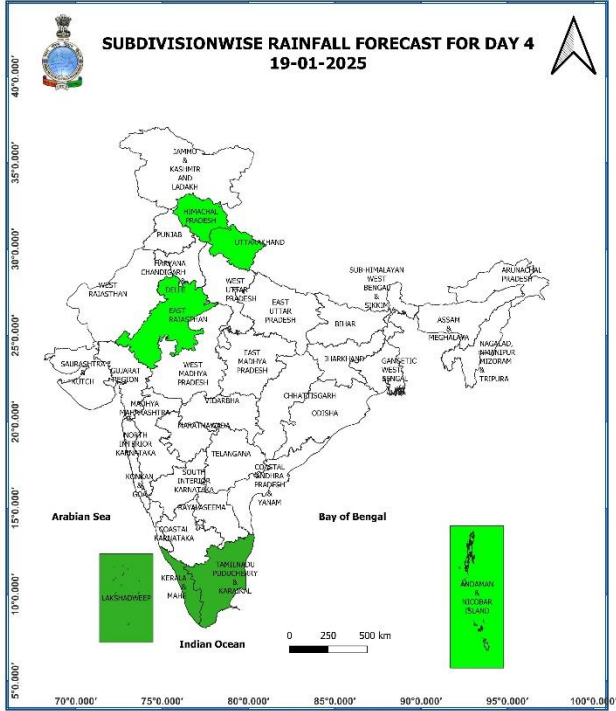 SUBDIVISIONWISE RAINFALL FORECAST FOR DAY 4
19-01-2025
40°0.000'
35°0.000'
30°0.000'
25°0.000'
20°0.000'
15°0.000'
10°0.000'
5°0.000'
JAMMO
&
KASHMIR
AND
LADAKH
HIMACHAL
PRADESH
PUNJAB
UTTARAKHAND
HARYANA
CHANDIGARH
DELHI
WEST
RAJASTHAN
EAST
RAJASTHAN
WEST
UTTAR
PRADESH
EAST
UTTAR
PRADESH
SUB-HIMALAYAN
WEST
BENGAL
&
SIKKIM
ARUNACHAL
PRADESH
ASSAM
&
MEGHALAYA
NAGALAD,
MANIPUR
MIZORAM
&
TRIPURA
BIHAR
JHARKHAND
GANGETIC
WEST
BENGAL
SAURASHTRA
&
KUTCH
GUJARAT
REGION
WEST
MADHYA
PRADESH
EAST
MADHYA
PRADESH
CHHATTISGARH
ODISHA
MADHYA
MAHARASHTRA
VIDARBHA
MARATHAWADA
NORTH
INTERIOR
KARNATAKA
TELANGANA
KONKAN
&
GOA
SOUTH
INTERIOR
KARNATAKA
COASTAL
ANDHRA
PRADESH
&
YANAM
RAYALASEEMA
COASTAL
KARNATAKA
Arabian Sea
Bay of Bengal
LAKSHADWEEP
KERALA
&
MAHE
TAMILNADU
PUDUCHERRY
&
KARAIKAL
ANDAMAN
&
NICOBAR
ISLAND
Indian Ocean
0 250 500 km
70°0.000' 75°0.000' 80°0.000' 85°0.000' 90°0.000' 95°0.000' 100°0.000'